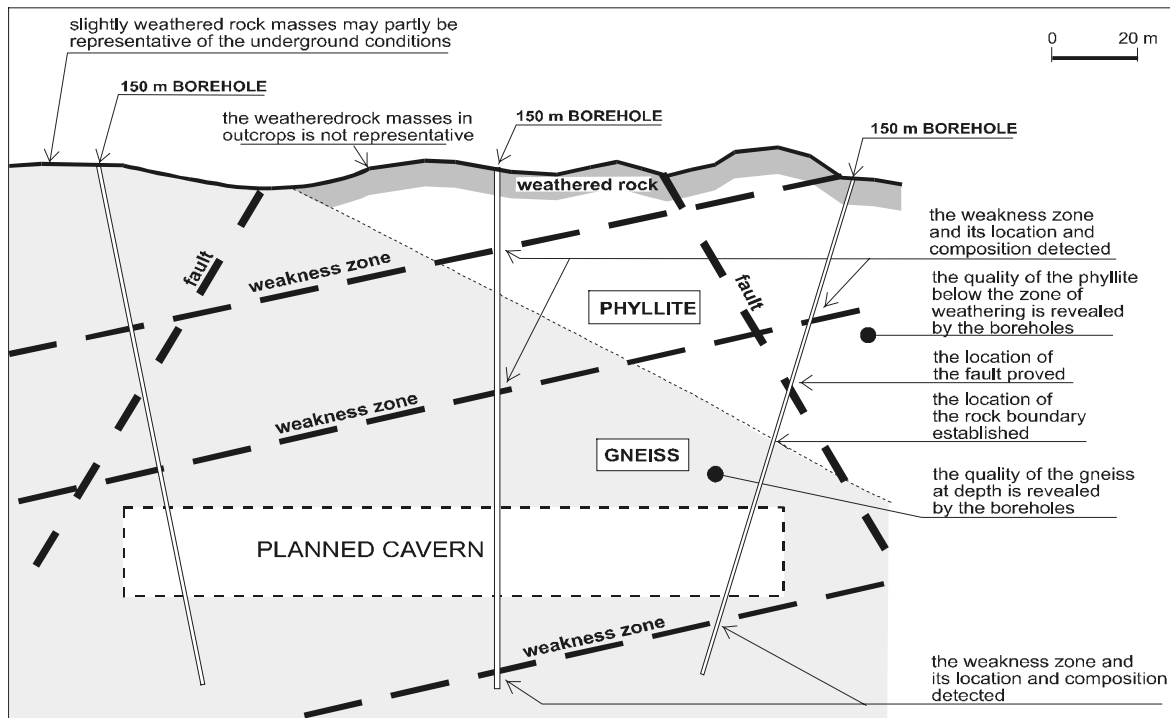 slightly weathered rock masses may partly be
representative of the underground conditions
0 20 m
150 m BOREHOLE
the weatheredrock masses in
outcrops is not representative
150 m BOREHOLE
150 m BOREHOLE
weathered rock
the weakness zone
and its location and
composition detected
fault
weakness zone
fault
PHYLLITE
the quality of the phyllite
below the zone of
weathering is revealed
by the boreholes
the location of
the fault proved
weakness zone
the location of
the rock boundary
established
GNEISS
the quality of the gneiss
at depth is revealed
by the boreholes
PLANNED CAVERN
weakness zone
the weakness zone and
its location and composition
detected